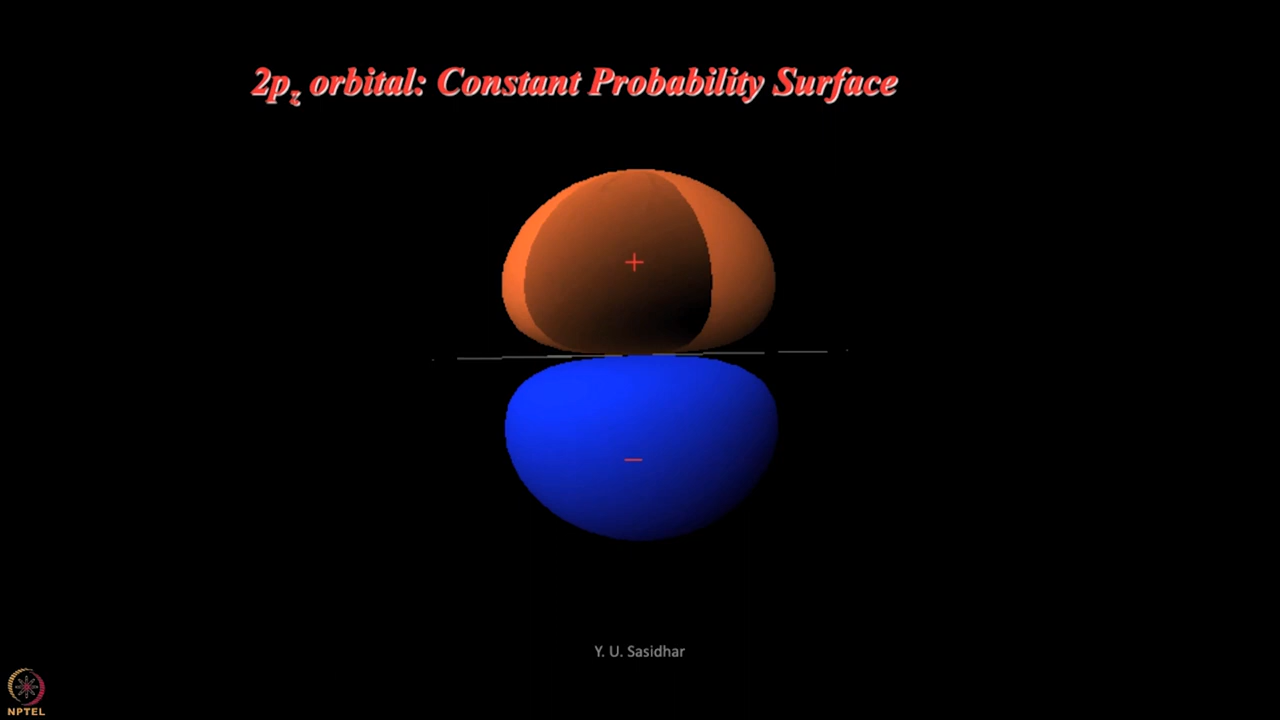 2pz orbital: Constant Probability Surface
+
−
Y. U. Sasidhar
NPTEL